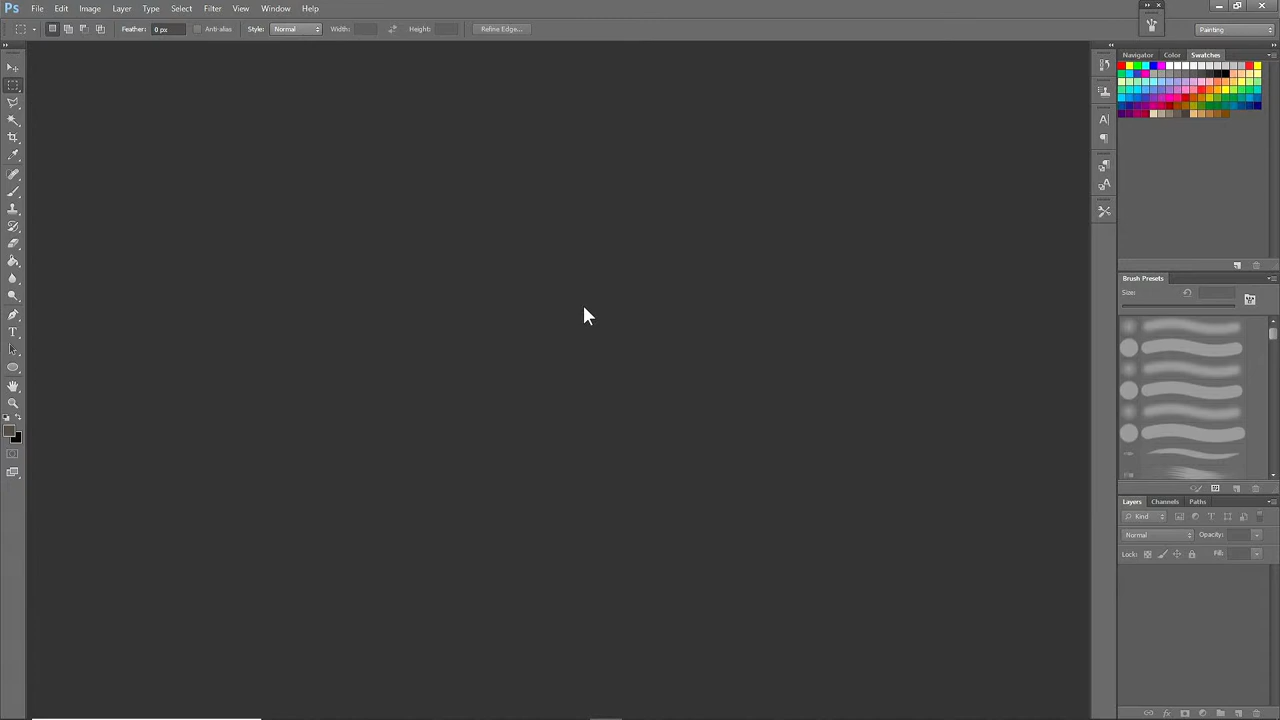 Ps File Edit Image Layer Type Select Filter View Window Help
Feather: 0 px Anti-alias Style: Normal Width: Height: Refine Edge... Painting
Navigator Color Swatches
Brush Presets
Size:
Layers Channels Paths
Kind
Normal Opacity:
Lock: Fill: